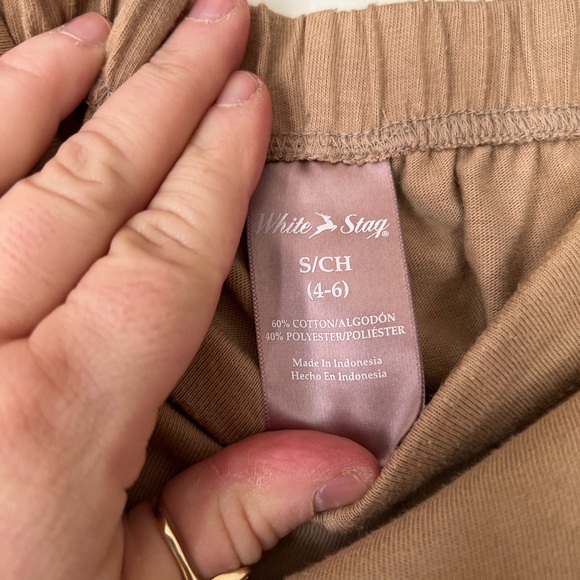 White Stag®
S/CH
(4-6)
60% COTTON/ALGODÓN
40% POLYESTER/POLIÉSTER
Made In Indonesia
Hecho En Indonesia